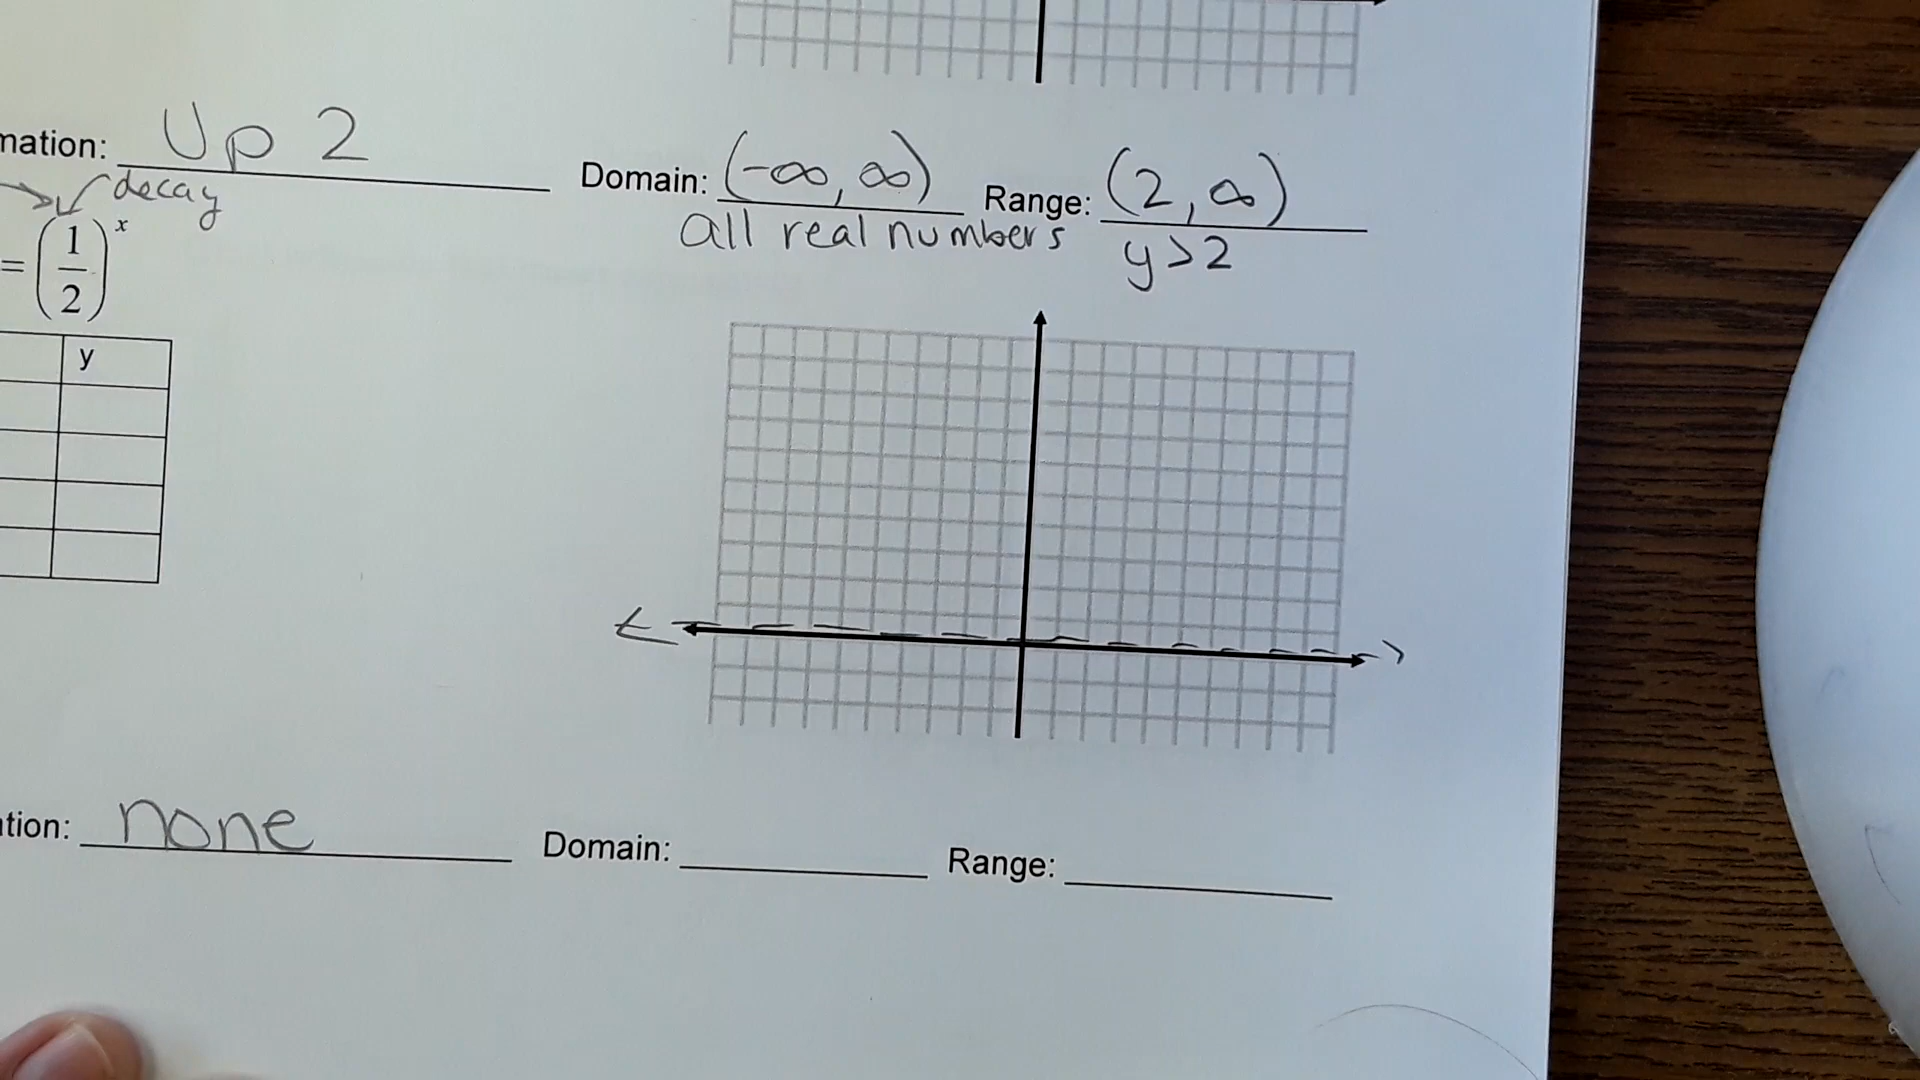 mation: Up 2 Domain: (-∞, ∞) Range: (2, ∞)
decay all real numbers y>2
= (1/2)^x
y
tion: none Domain: Range: